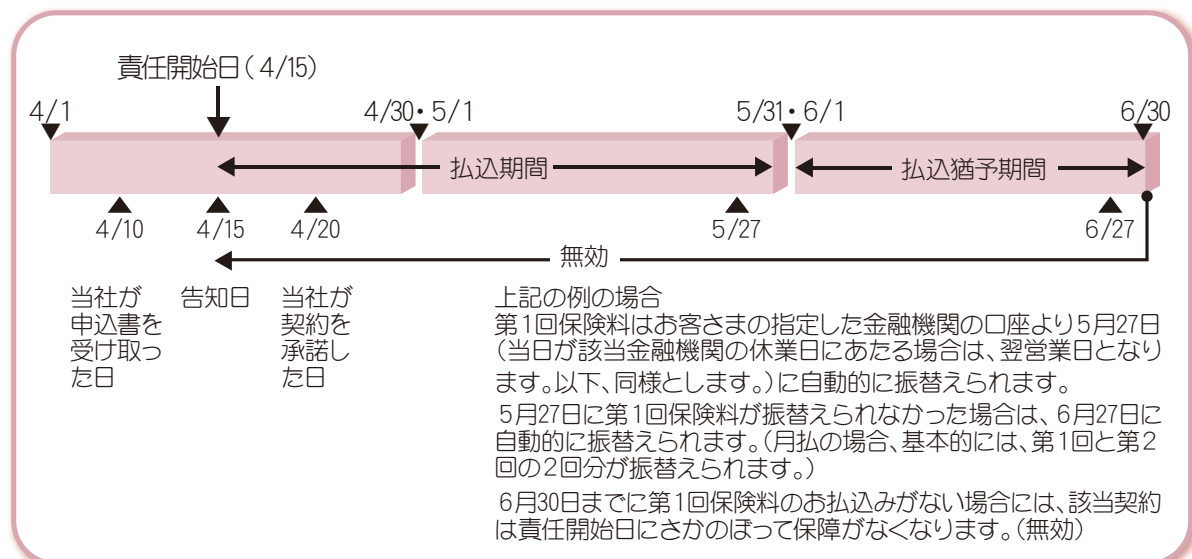 責任開始日(4/15)
4/1
4/30・5/1
5/31・6/1
6/30
払込期間
払込猶予期間
4/10
4/15
4/20
5/27
6/27
無効
当社が
申込書を
受け取っ
た日
告知日
当社が
契約を
承諾し
た日
上記の例の場合
第1回保険料はお客さまの指定した金融機関の口座より5月27日
(当日が該当金融機関の休業日にあたる場合は、翌営業日となり
ます。以下、同様とします。)に自動的に振替えられます。
5月27日に第1回保険料が振替えられなかった場合は、6月27日に
自動的に振替えられます。(月払の場合、基本的には、第1回と第2
回の2回分が振替えられます。)
6月30日までに第1回保険料のお払込みがない場合には、該当契約
は責任開始日にさかのぼって保障がなくなります。(無効)